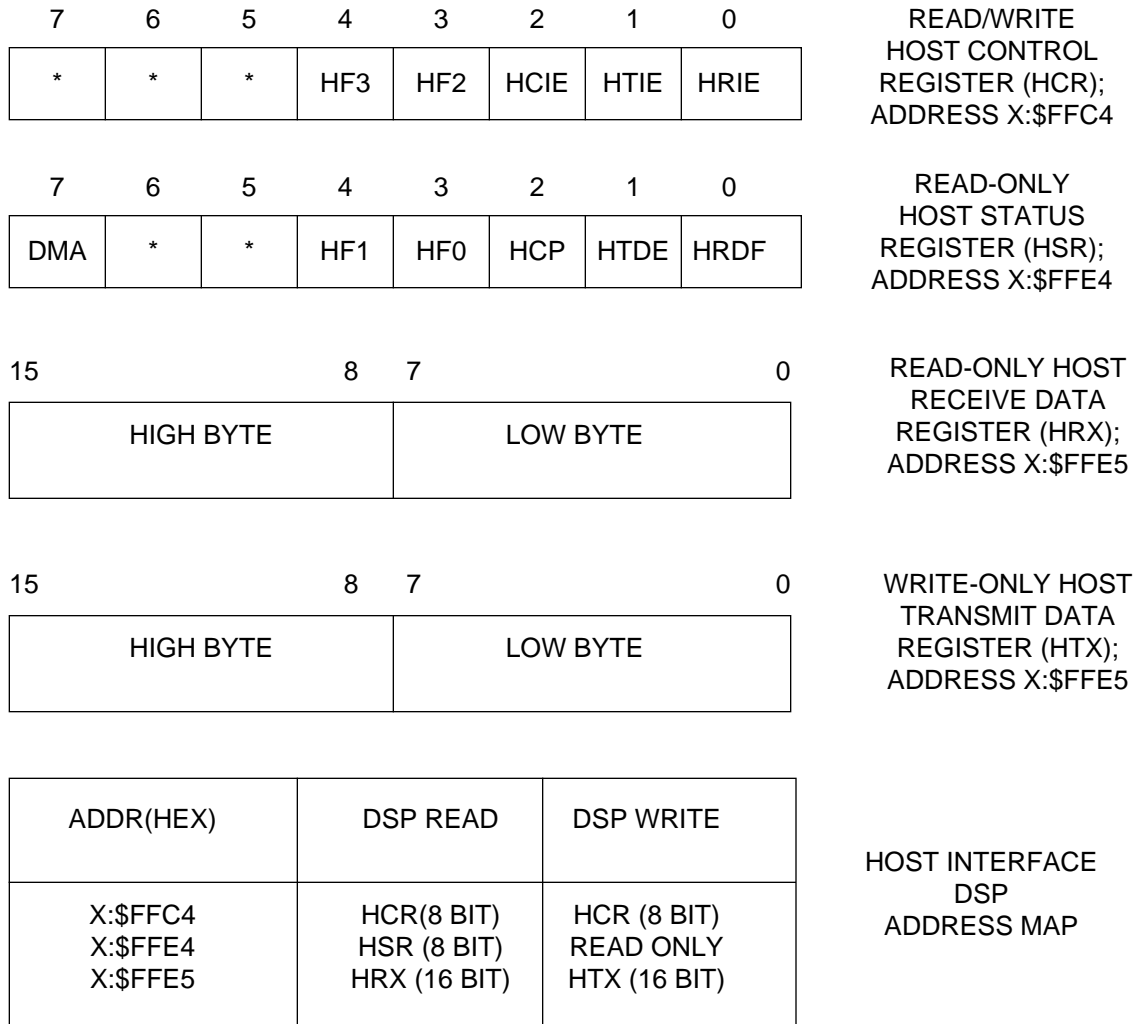 7 6 5 4 3 2 1 0
* * * HF3 HF2 HCIE HTIE HRIE
READ/WRITE
HOST CONTROL
REGISTER (HCR);
ADDRESS X:$FFC4
7 6 5 4 3 2 1 0
DMA * * HF1 HF0 HCP HTDE HRDF
READ-ONLY
HOST STATUS
REGISTER (HSR);
ADDRESS X:$FFE4
15 8 7 0
HIGH BYTE LOW BYTE
READ-ONLY HOST
RECEIVE DATA
REGISTER (HRX);
ADDRESS X:$FFE5
15 8 7 0
HIGH BYTE LOW BYTE
WRITE-ONLY HOST
TRANSMIT DATA
REGISTER (HTX);
ADDRESS X:$FFE5
ADDR(HEX) DSP READ DSP WRITE
X:$FFC4 HCR(8 BIT) HCR (8 BIT)
X:$FFE4 HSR (8 BIT) READ ONLY
X:$FFE5 HRX (16 BIT) HTX (16 BIT)
HOST INTERFACE
DSP
ADDRESS MAP